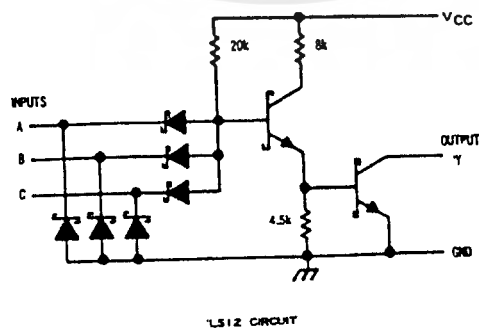 VCC
20k
8k
INPUTS
A
B
C
OUTPUT
Y
4.5k
GND
'LS12 CIRCUIT